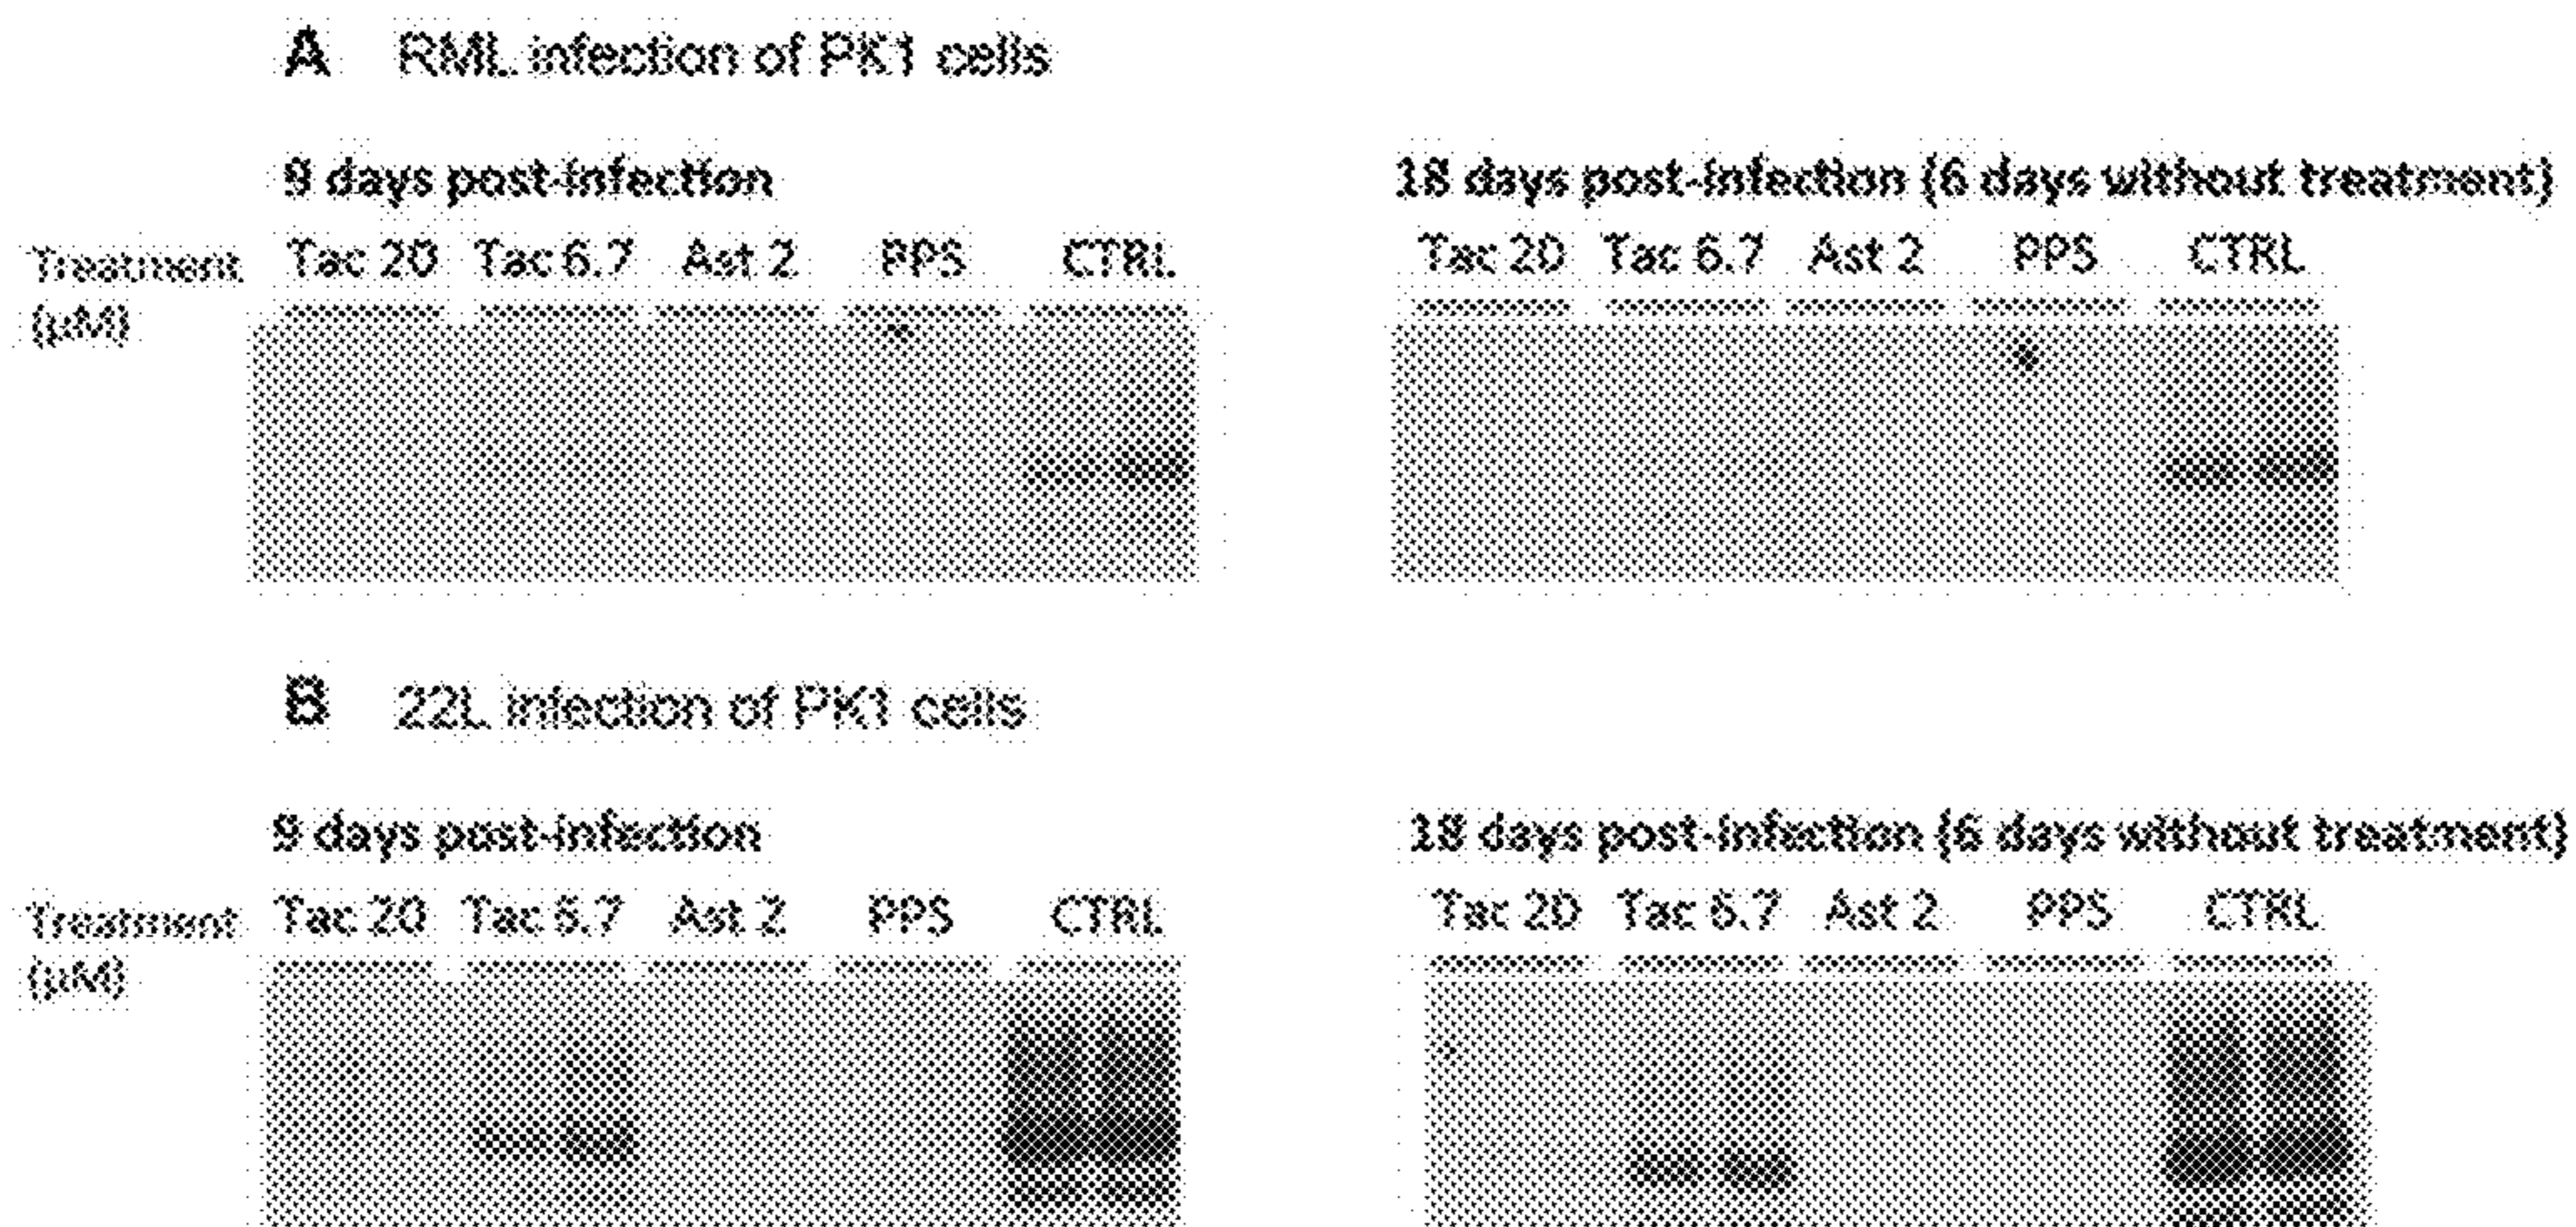 A RML infection of PK1 cells
9 days post-infection
18 days post-infection (6 days without treatment)
Treatment (µM)
Tac 20 Tac 6.7 Ast 2 PPS CTRL
Tac 20 Tac 6.7 Ast 2 PPS CTRL
B 22L infection of PK1 cells
9 days post-infection
18 days post-infection (6 days without treatment)
Treatment (µM)
Tac 20 Tac 6.7 Ast 2 PPS CTRL
Tac 20 Tac 6.7 Ast 2 PPS CTRL